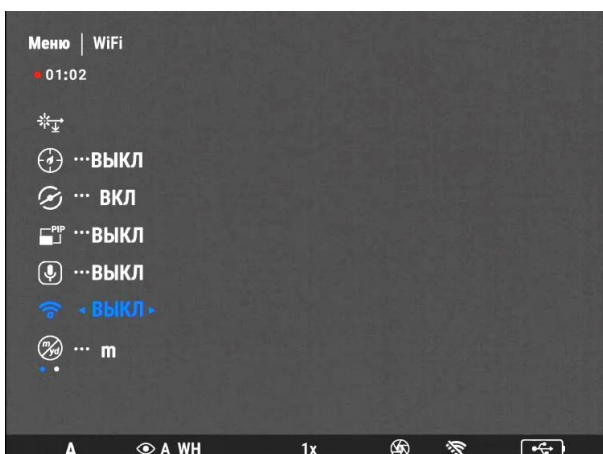 Меню | WiFi
01:02
···ВЫКЛ
··· ВКЛ
PIP ···ВЫКЛ
···ВЫКЛ
ВЫКЛ
m/yd ··· m
A A WH 1x